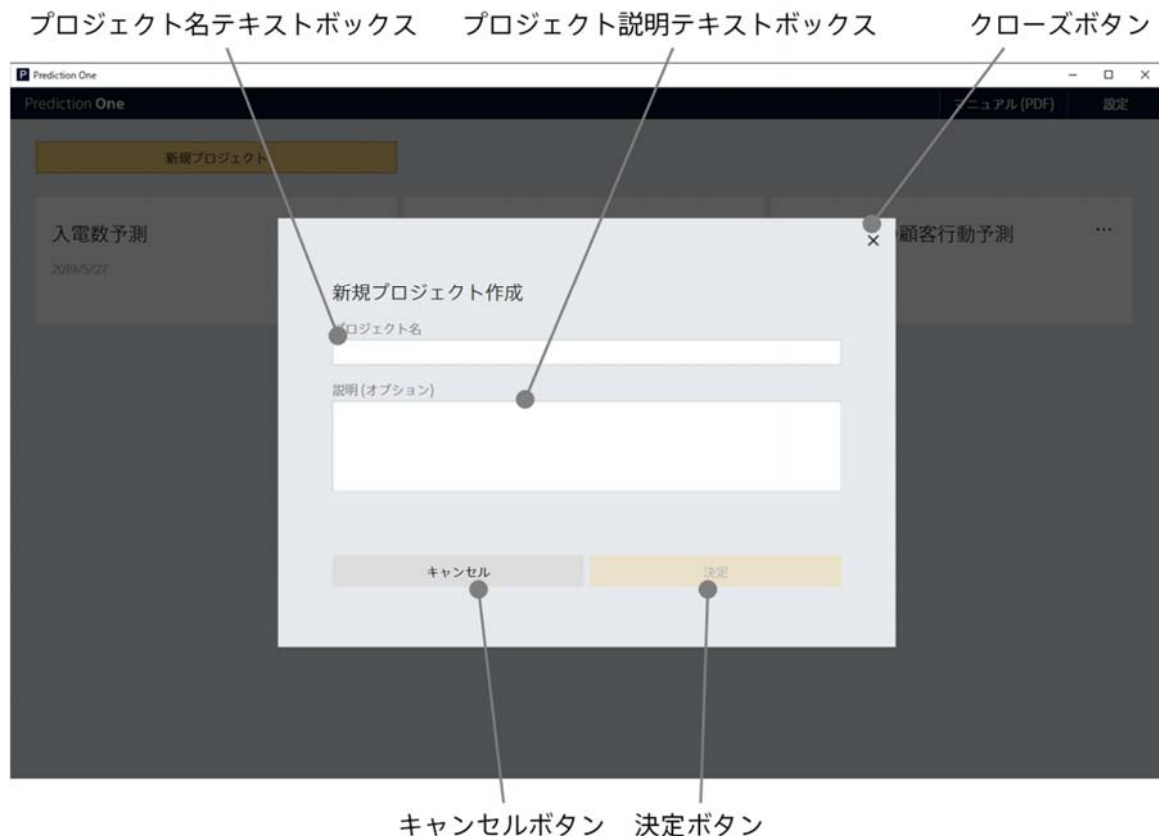 プロジェクト名テキストボックス プロジェクト説明テキストボックス クローズボタン
P Prediction One
Prediction One マニュアル (PDF) 設定
新規プロジェクト
入電数予測 顧客行動予測 ...
2019/5/27
新規プロジェクト作成
プロジェクト名
説明 (オプション)
キャンセル 決定
キャンセルボタン 決定ボタン